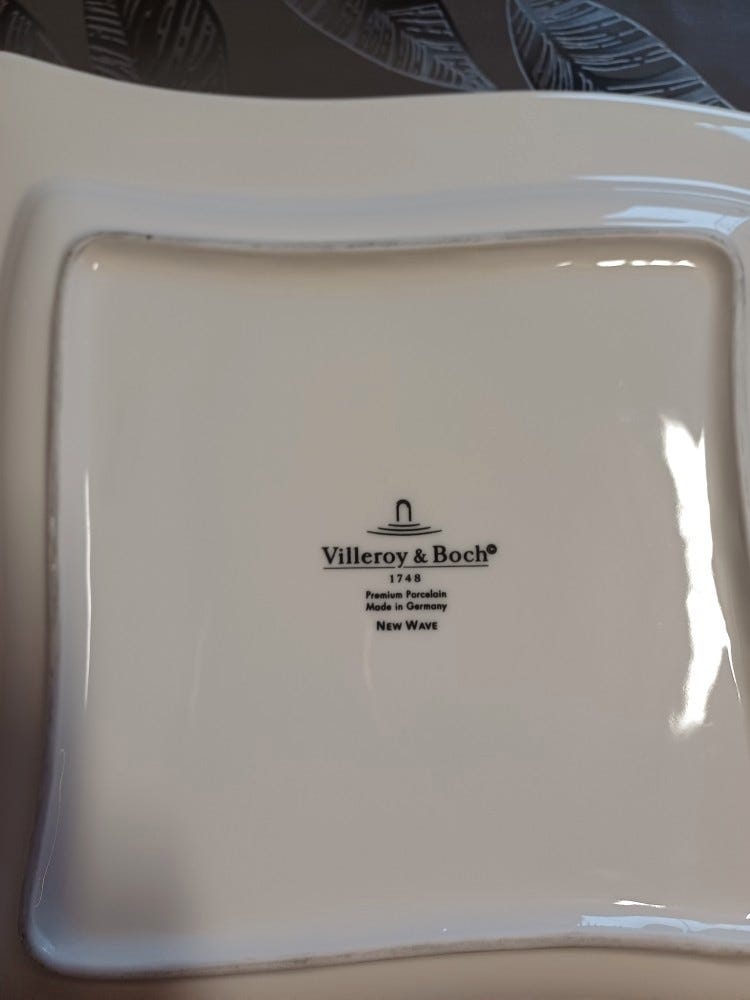 Villeroy & Boch©
1748
Premium Porcelain
Made in Germany
NEW WAVE